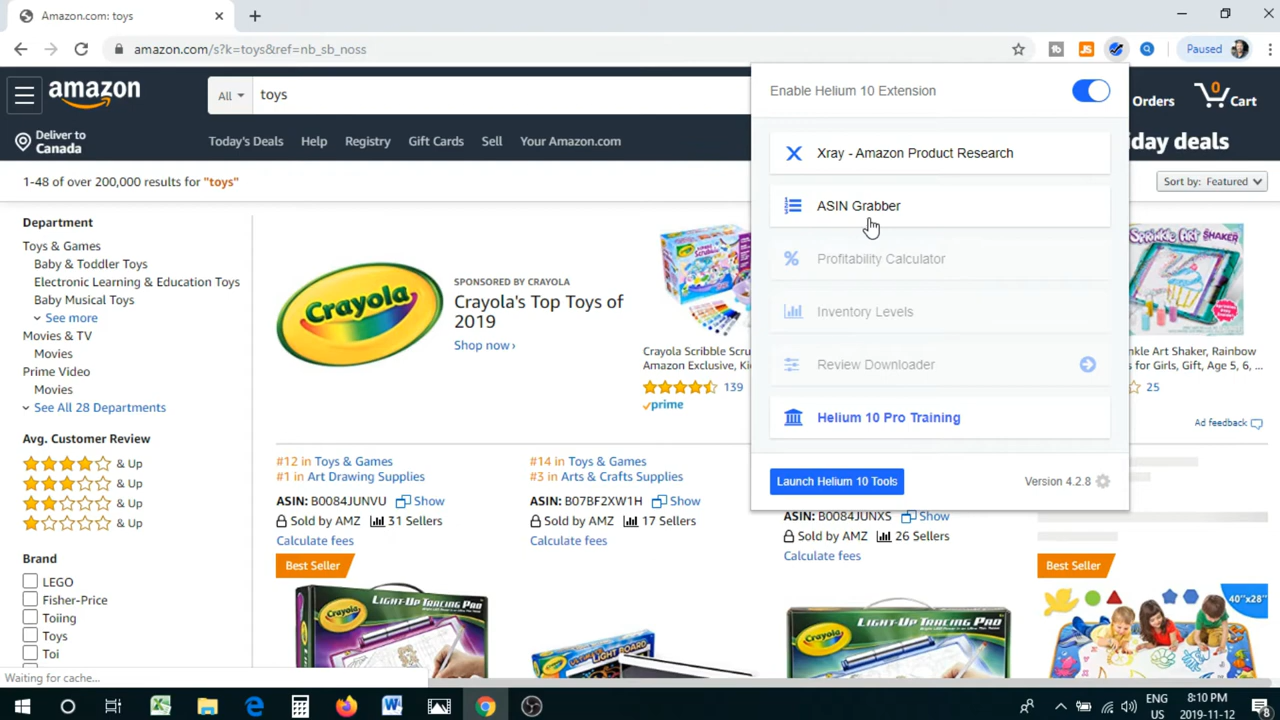 Amazon.com: toys
amazon.com/s?k=toys&ref=nb_sb_noss
Paused
amazon
All
toys
Orders
0
Cart
Deliver to
Canada
Today's Deals
Help
Registry
Gift Cards
Sell
Your Amazon.com
iday deals
1-48 of over 200,000 results for "toys"
Sort by: Featured
Enable Helium 10 Extension
Xray - Amazon Product Research
ASIN Grabber
Profitability Calculator
Inventory Levels
Review Downloader
Helium 10 Pro Training
Launch Helium 10 Tools
Version 4.2.8
Department
Toys & Games
Baby & Toddler Toys
Electronic Learning & Education Toys
Baby Musical Toys
See more
Movies & TV
Movies
Prime Video
Movies
See All 28 Departments
Avg. Customer Review
& Up
& Up
& Up
& Up
Brand
LEGO
Fisher-Price
Toiing
Toys
Toi
Crayola
SPONSORED BY CRAYOLA
Crayola's Top Toys of
2019
Shop now ›
Crayola Scribble Scru
Amazon Exclusive, Ki
139
prime
SHAKER
nkle Art Shaker, Rainbow
s for Girls, Gift, Age 5, 6, ...
25
Ad feedback
#12 in Toys & Games
#1 in Art Drawing Supplies
ASIN: B0084JUNVU Show
Sold by AMZ 31 Sellers
Calculate fees
Best Seller
Crayola
LIGHT-UP TRACING PAD
#14 in Toys & Games
#3 in Arts & Crafts Supplies
ASIN: B07BF2XW1H Show
Sold by AMZ 17 Sellers
Calculate fees
ASIN: B0084JUNXS Show
Sold by AMZ 26 Sellers
Calculate fees
Crayola
LIGHT-UP TRACING PAD
Best Seller
40"x28"
Waiting for cache...
ENG
US
8:10 PM
2019-11-12
8